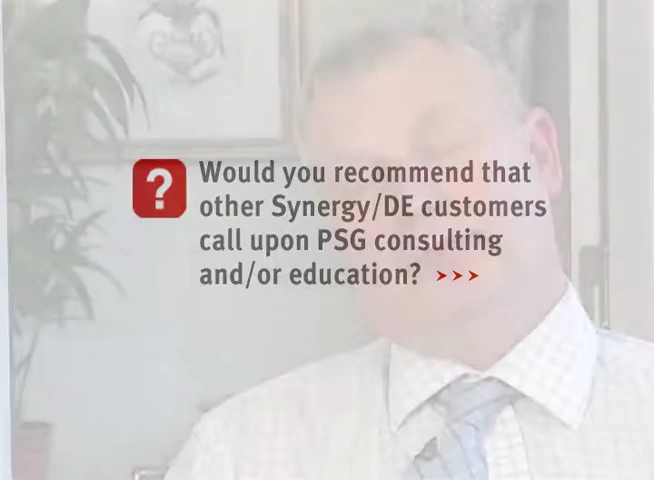 ?
Would you recommend that
other Synergy/DE customers
call upon PSG consulting
and/or education? >>>